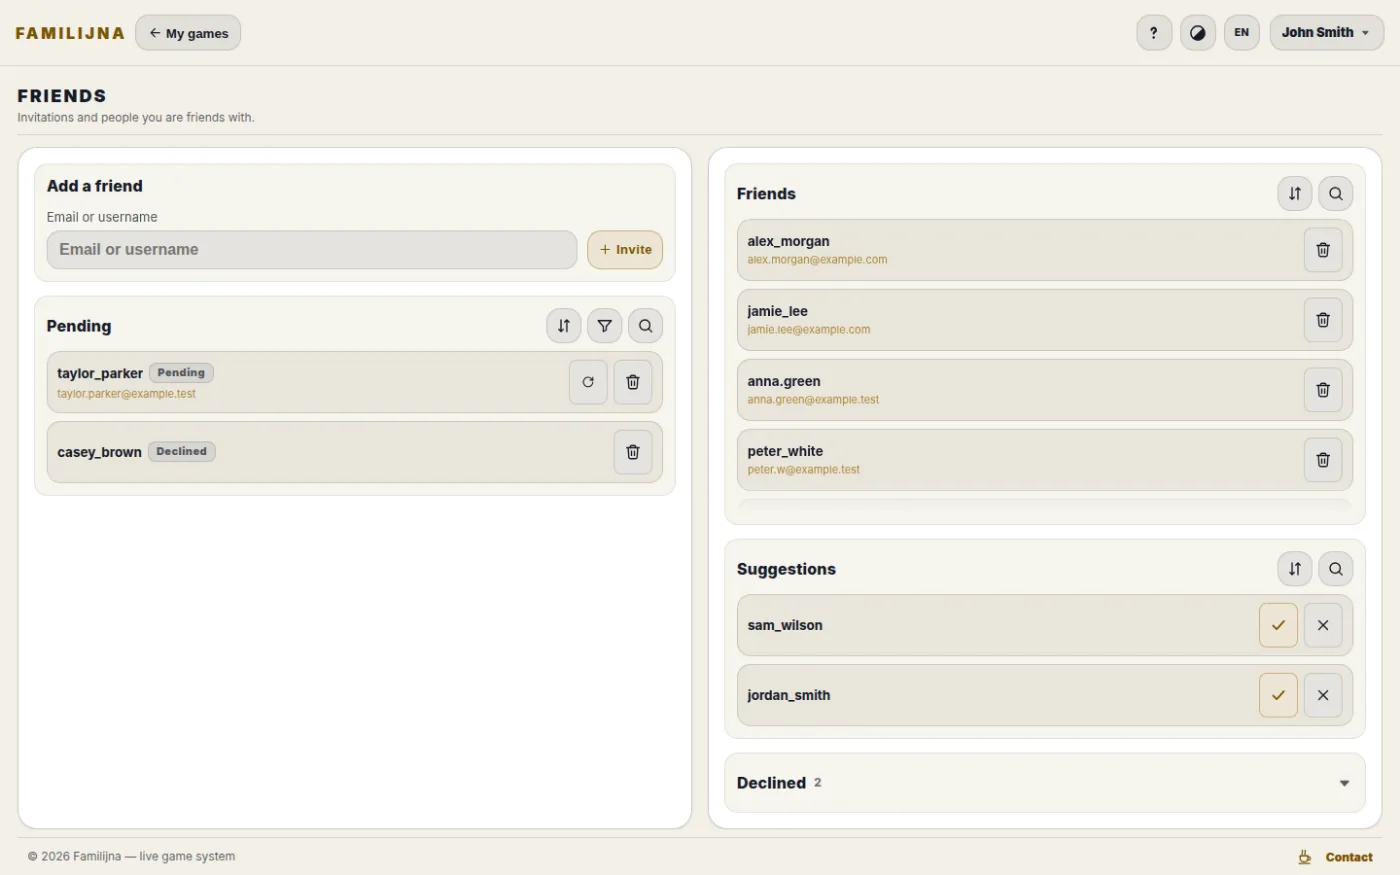 FAMILIJNA
← My games
?
EN
John Smith
FRIENDS
Invitations and people you are friends with.
Add a friend
Email or username
Email or username
+ Invite
Pending
taylor_parker Pending
taylor.parker@example.test
casey_brown Declined
Friends
alex_morgan
alex.morgan@example.com
jamie_lee
jamie.lee@example.com
anna.green
anna.green@example.test
peter_white
peter.w@example.test
Suggestions
sam_wilson
jordan_smith
Declined 2
© 2026 Familijna — live game system
Contact